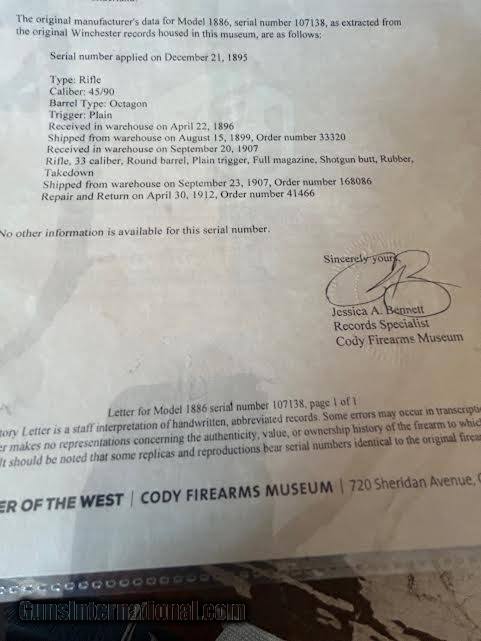 The original manufacturer's data for Model 1886, serial number 107138, as extracted from
the original Winchester records housed in this museum, are as follows:
Serial number applied on December 21, 1895
Type: Rifle
Caliber: 45/90
Barrel Type: Octagon
Trigger: Plain
Received in warehouse on April 22, 1896
Shipped from warehouse on August 15, 1899, Order number 33320
Received in warehouse on September 20, 1907
Rifle, 33 caliber, Round barrel, Plain trigger, Full magazine, Shotgun butt, Rubber,
Takedown
Shipped from warehouse on September 23, 1907, Order number 168086
Repair and Return on April 30, 1912, Order number 41466
No other information is available for this serial number.
Sincerely yours,
Jessica A. Bennett
Records Specialist
Cody Firearms Museum
Letter for Model 1886 serial number 107138, page 1 of 1
tory Letter is a staff interpretation of handwritten, abbreviated records. Some errors may occur in transcripti
er makes no representations concerning the authenticity, value, or ownership history of the firearm to whic
It should be noted that some replicas and reproductions bear serial numbers identical to the original firea
ER OF THE WEST | CODY FIREARMS MUSEUM | 720 Sheridan Avenue,
GunsInternational.com